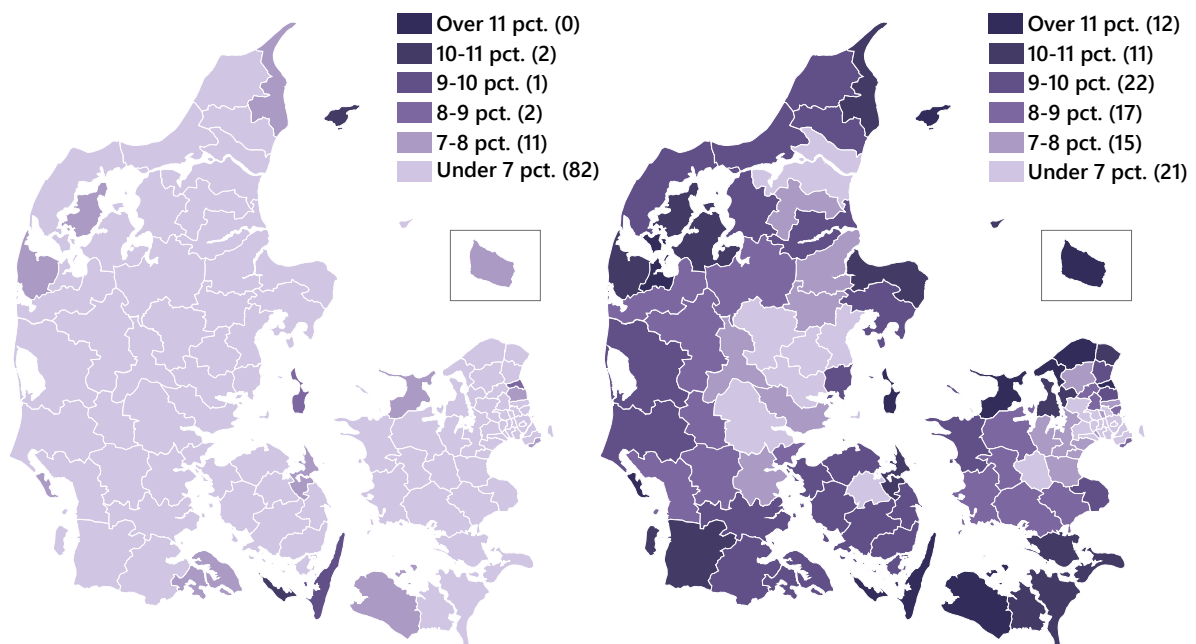 Over 11 pct. (0)
10-11 pct. (2)
9-10 pct. (1)
8-9 pct. (2)
7-8 pct. (11)
Under 7 pct. (82)
Over 11 pct. (12)
10-11 pct. (11)
9-10 pct. (22)
8-9 pct. (17)
7-8 pct. (15)
Under 7 pct. (21)